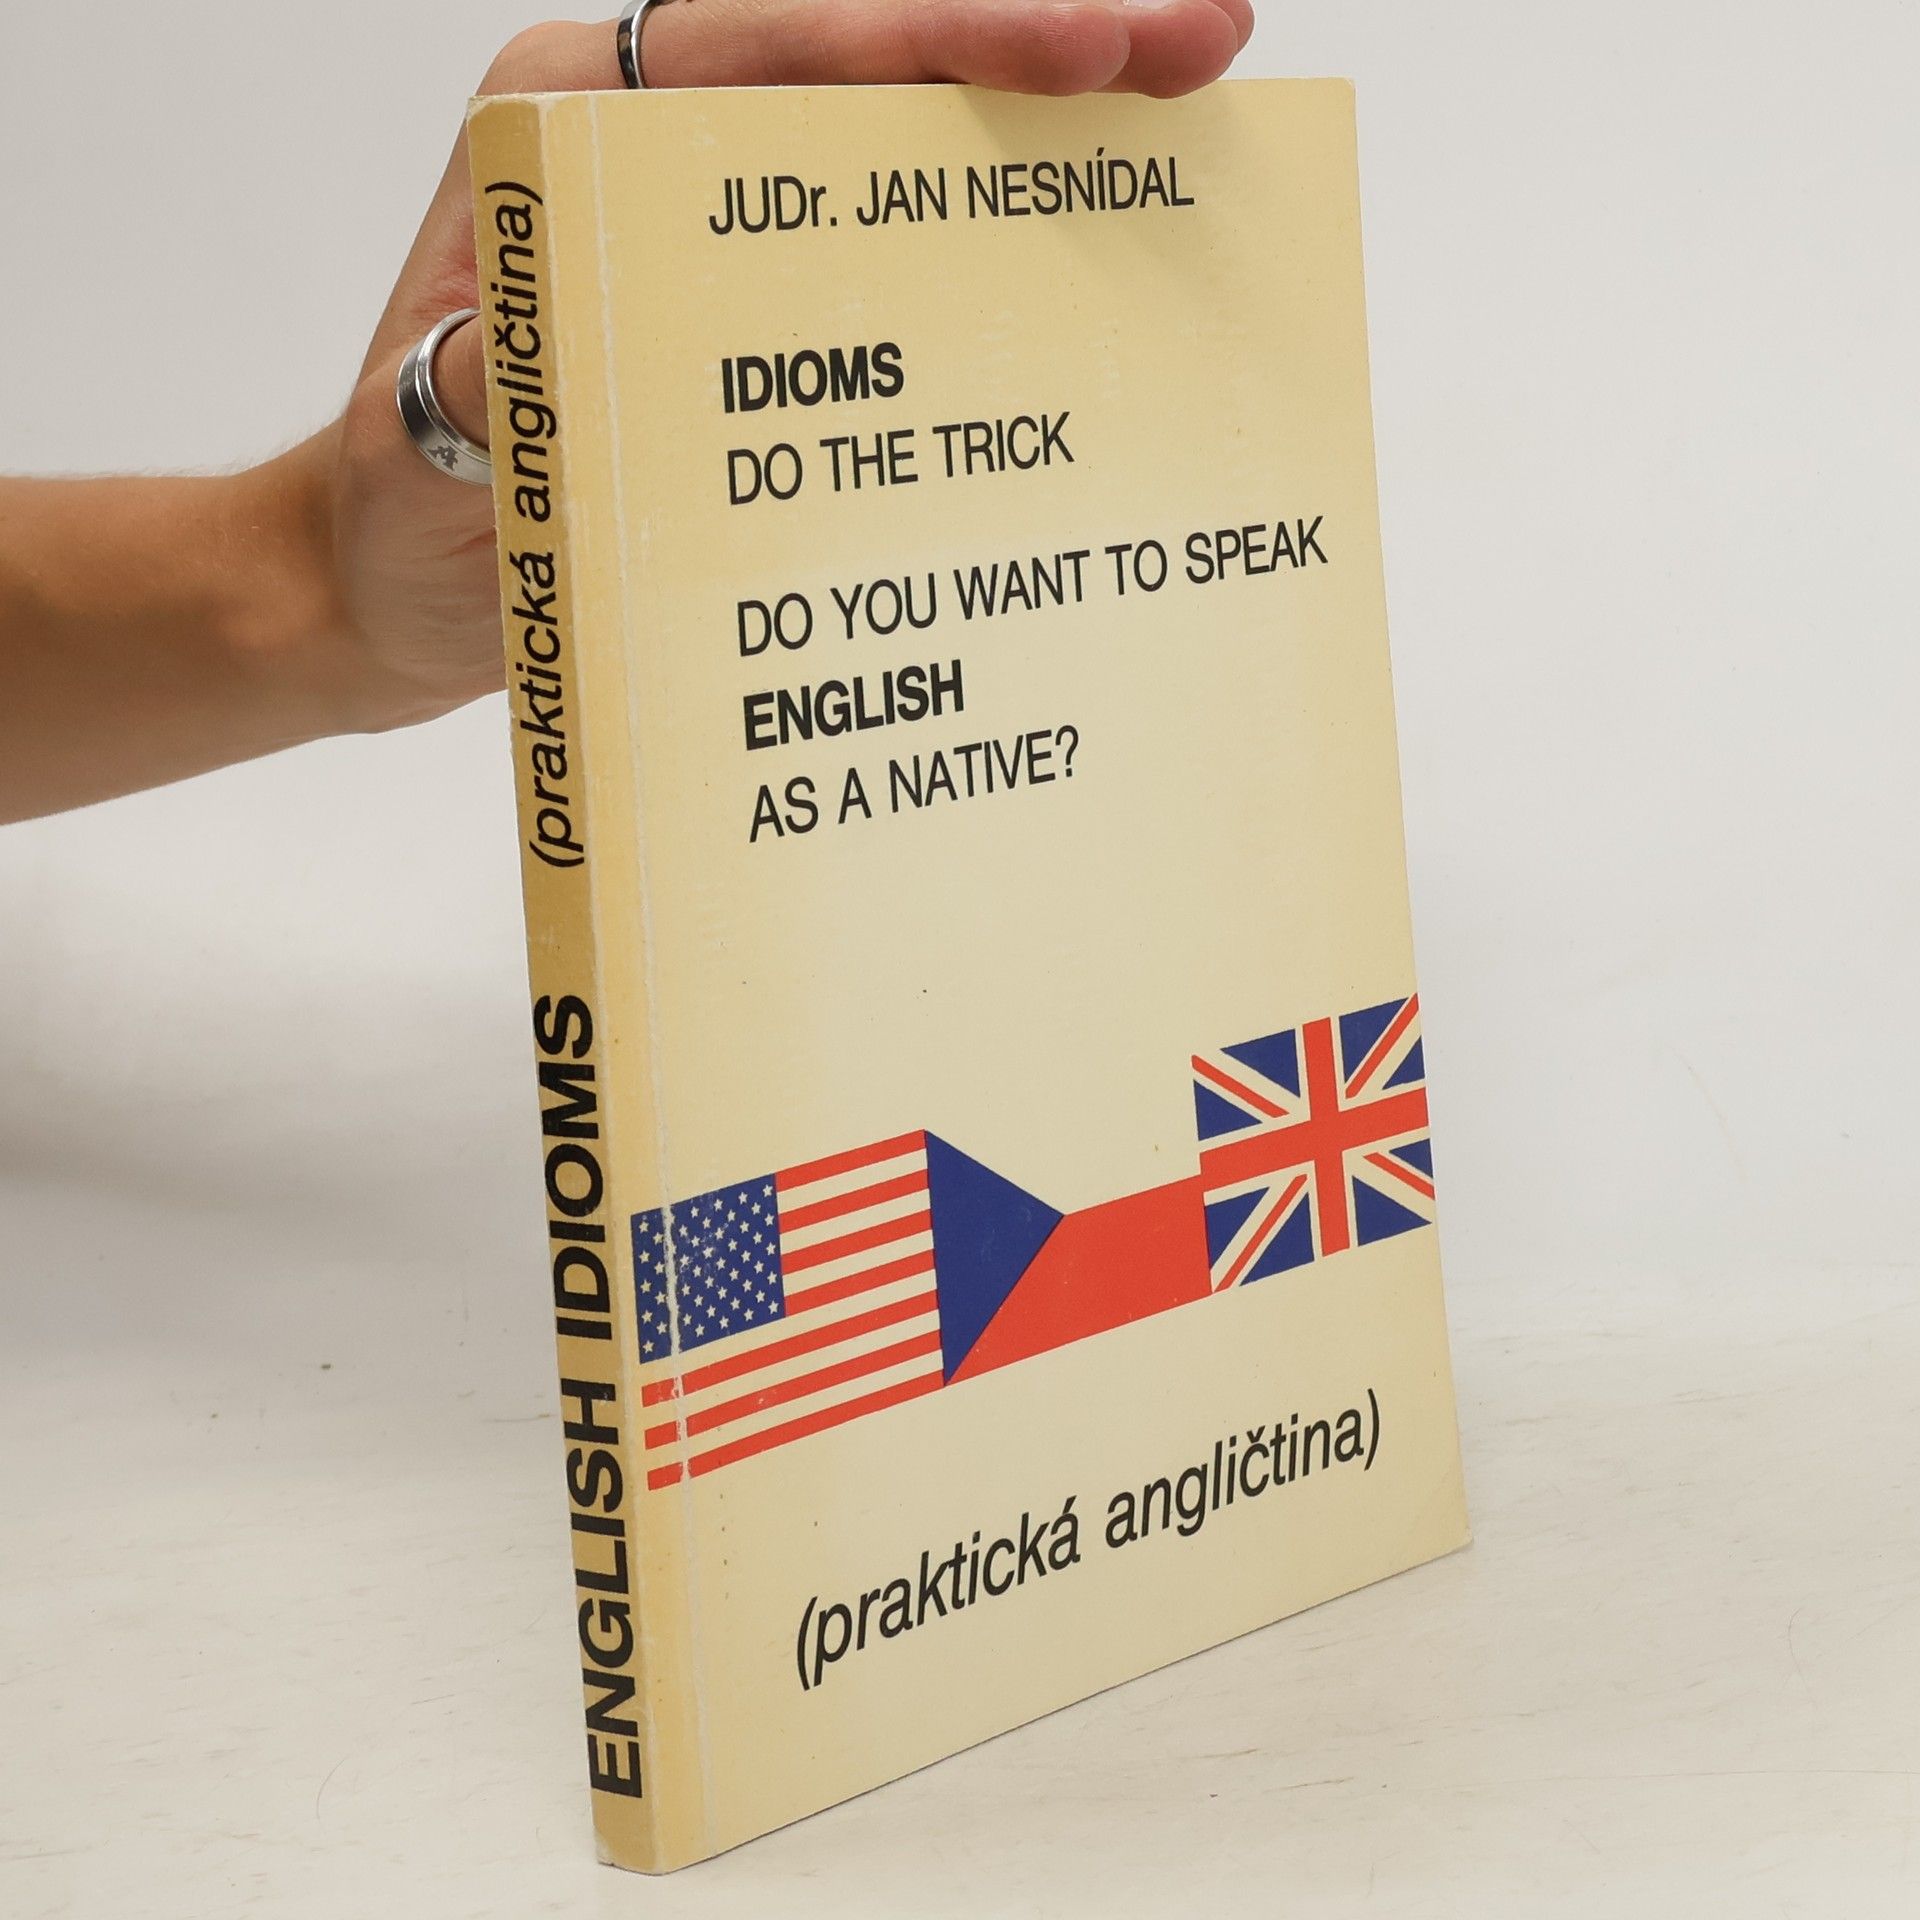 JUDr. JAN NESNÍDAL
IDIOMS
DO THE TRICK
DO YOU WANT TO SPEAK
ENGLISH
AS A NATIVE?
(praktická angličtina)
ENGLISH IDIOMS (praktická angličtina)